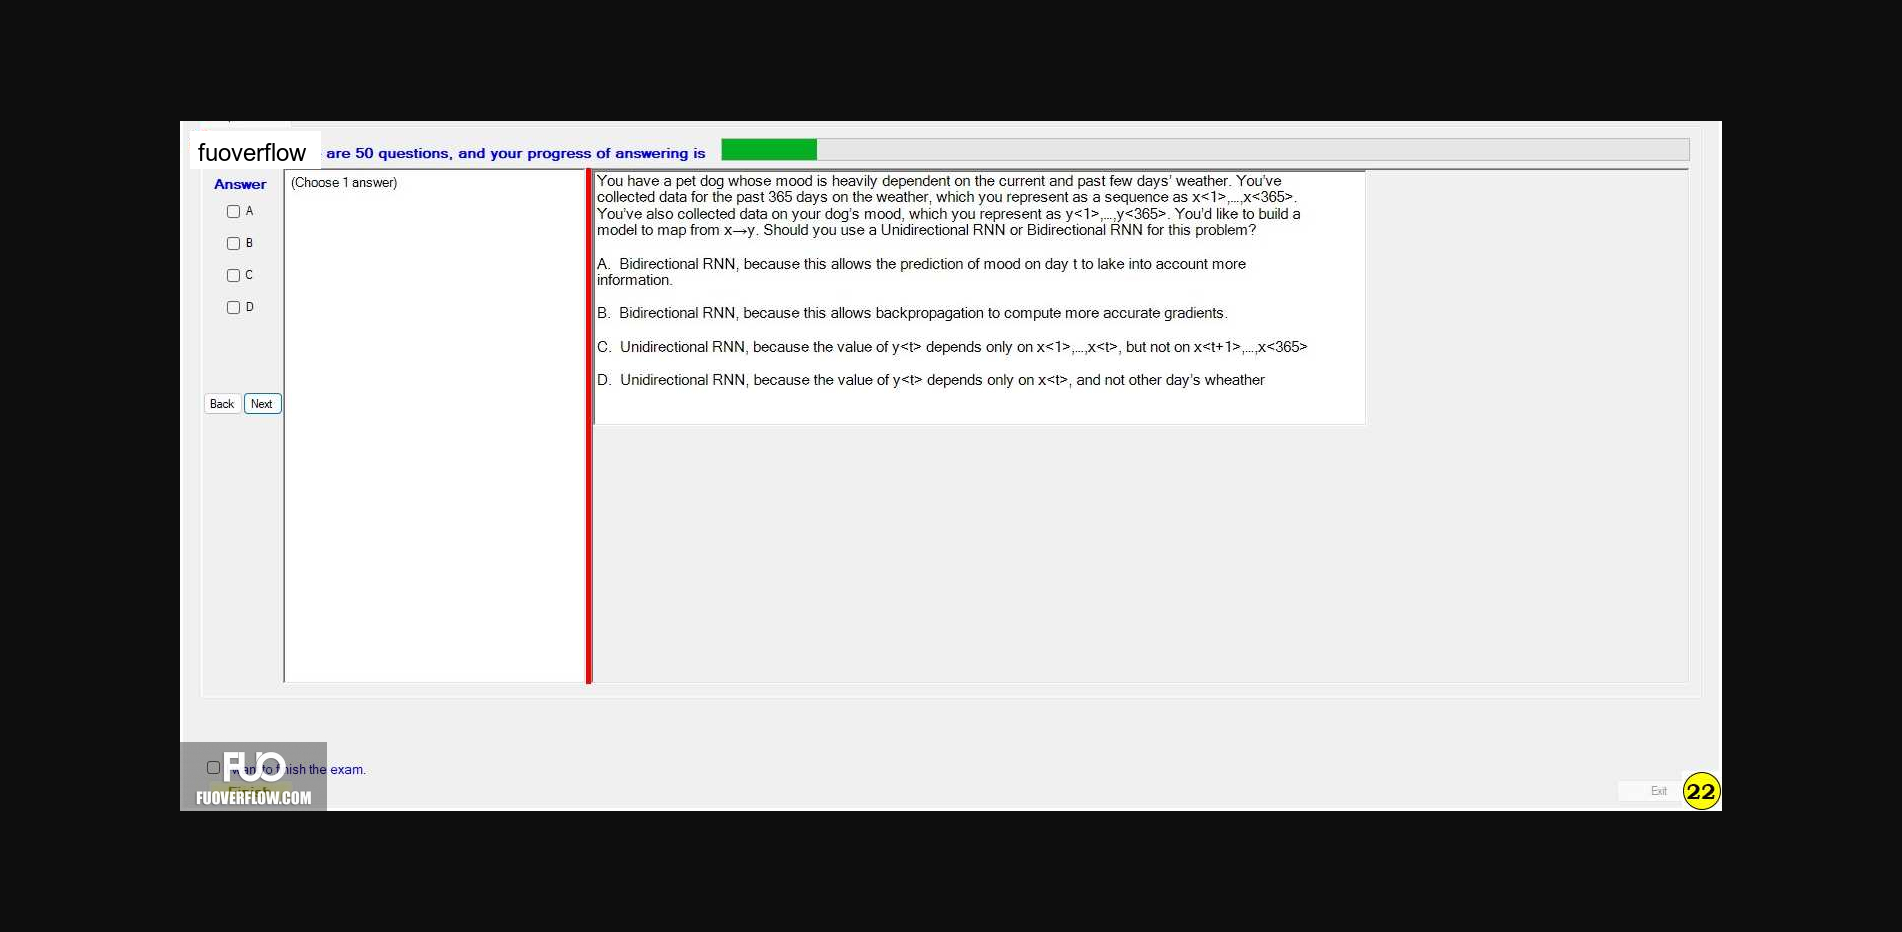 fuoverflow are 50 questions, and your progress of answering is
Answer
(Choose 1 answer)
A
B
C
D
Back Next
You have a pet dog whose mood is heavily dependent on the current and past few days' weather. You've
collected data for the past 365 days on the weather, which you represent as a sequence as x<1>,...,x<365>.
You've also collected data on your dog's mood, which you represent as y<1>,...,y<365>. You'd like to build a
model to map from x→y. Should you use a Unidirectional RNN or Bidirectional RNN for this problem?
A. Bidirectional RNN, because this allows the prediction of mood on day t to lake into account more
information.
B. Bidirectional RNN, because this allows backpropagation to compute more accurate gradients.
C. Unidirectional RNN, because the value of y<t> depends only on x<1>,...,x<t>, but not on x<t+1>,...,x<365>
D. Unidirectional RNN, because the value of y<t> depends only on x<t>, and not other day's wheather
FUO
want to finish the exam.
Finish
FUOVERFLOW.COM
Exit
22